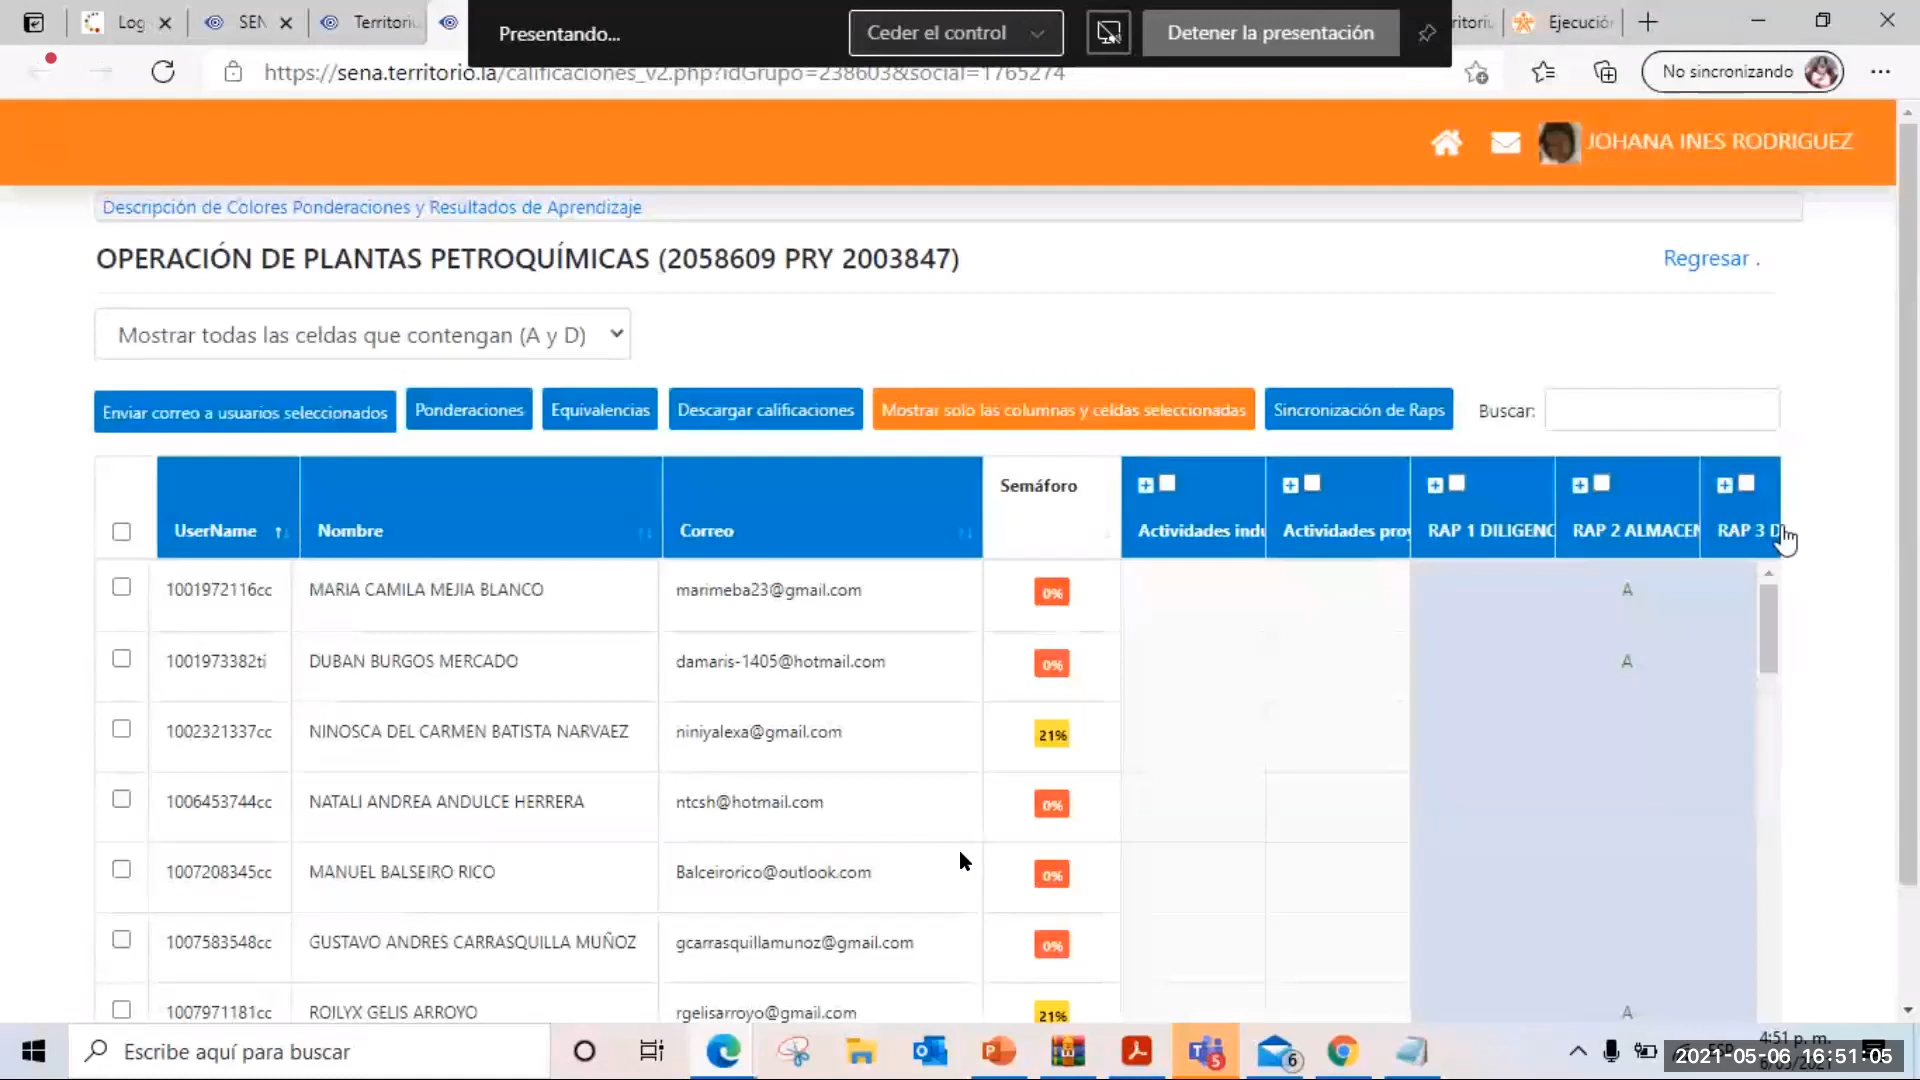 Log
SEN
Territori
Presentando...
Ceder el control
Detener la presentación
ritori
Ejecución
https://sena.territorio.la/calificaciones_v2.php?idGrupo=238603&social=1765274
No sincronizando
JOHANA INES RODRIGUEZ
Descripción de Colores Ponderaciones y Resultados de Aprendizaje
OPERACIÓN DE PLANTAS PETROQUÍMICAS (2058609 PRY 2003847)
Regresar .
Mostrar todas las celdas que contengan (A y D)
Enviar correo a usuarios seleccionados
Ponderaciones
Equivalencias
Descargar calificaciones
Mostrar solo las columnas y celdas seleccionadas
Sincronización de Raps
Buscar:
UserName Nombre Correo Semáforo Actividades indu Actividades proy RAP 1 DILIGENC RAP 2 ALMACEN RAP 3 D
1001972116cc MARIA CAMILA MEJIA BLANCO marimeba23@gmail.com 0% A
1001973382ti DUBAN BURGOS MERCADO damaris-1405@hotmail.com 0% A
1002321337cc NINOSCA DEL CARMEN BATISTA NARVAEZ niniyalexa@gmail.com 21%
1006453744cc NATALI ANDREA ANDULCE HERRERA ntcsh@hotmail.com 0%
1007208345cc MANUEL BALSEIRO RICO Balceirorico@outlook.com 0%
1007583548cc GUSTAVO ANDRES CARRASQUILLA MUÑOZ gcarrasquillamunoz@gmail.com 0%
1007971181cc ROILYX GELIS ARROYO rgelisarroyo@gmail.com 21% A
Escribe aquí para buscar
5
6
4:51 p. m.
2021-05-06 16:51:05